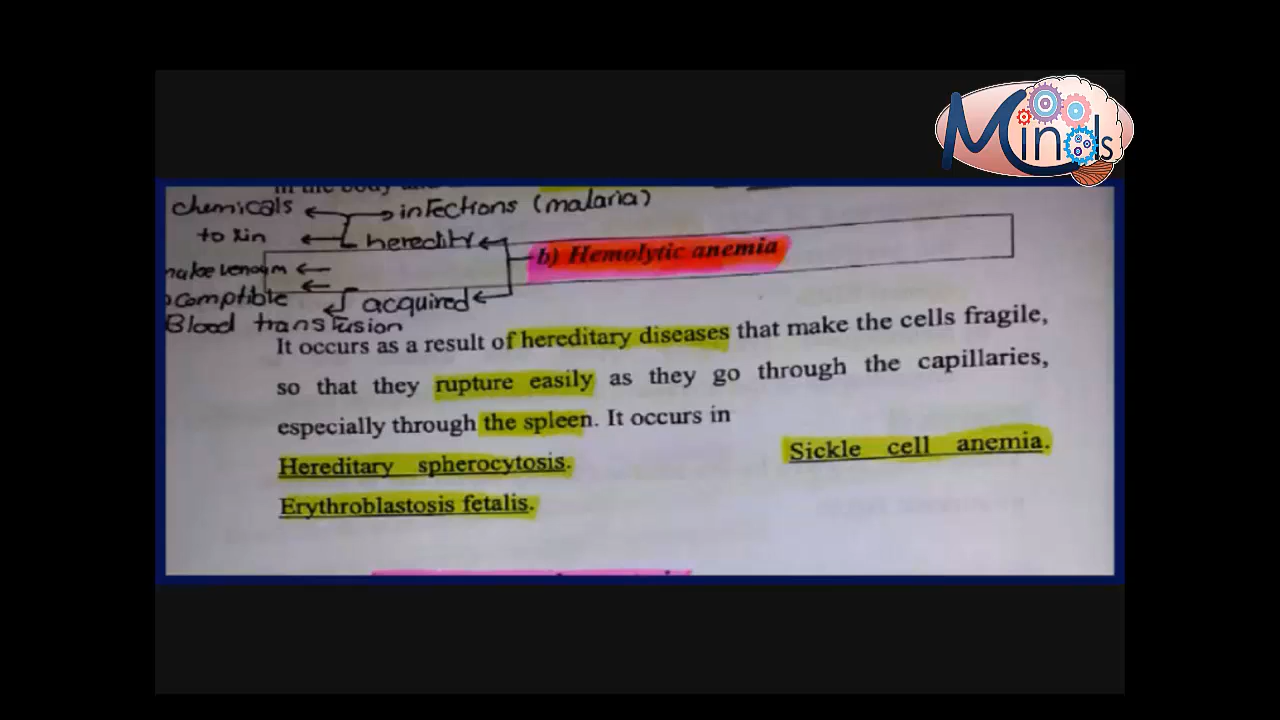 Minds
chemicals infections (malaria)
toxin heredity
b) Hemolytic anemia
venom
acquired
Blood transfusion
It occurs as a result of hereditary diseases that make the cells fragile,
so that they rupture easily as they go through the capillaries,
especially through the spleen. It occurs in
Hereditary spherocytosis. Sickle cell anemia.
Erythroblastosis fetalis.